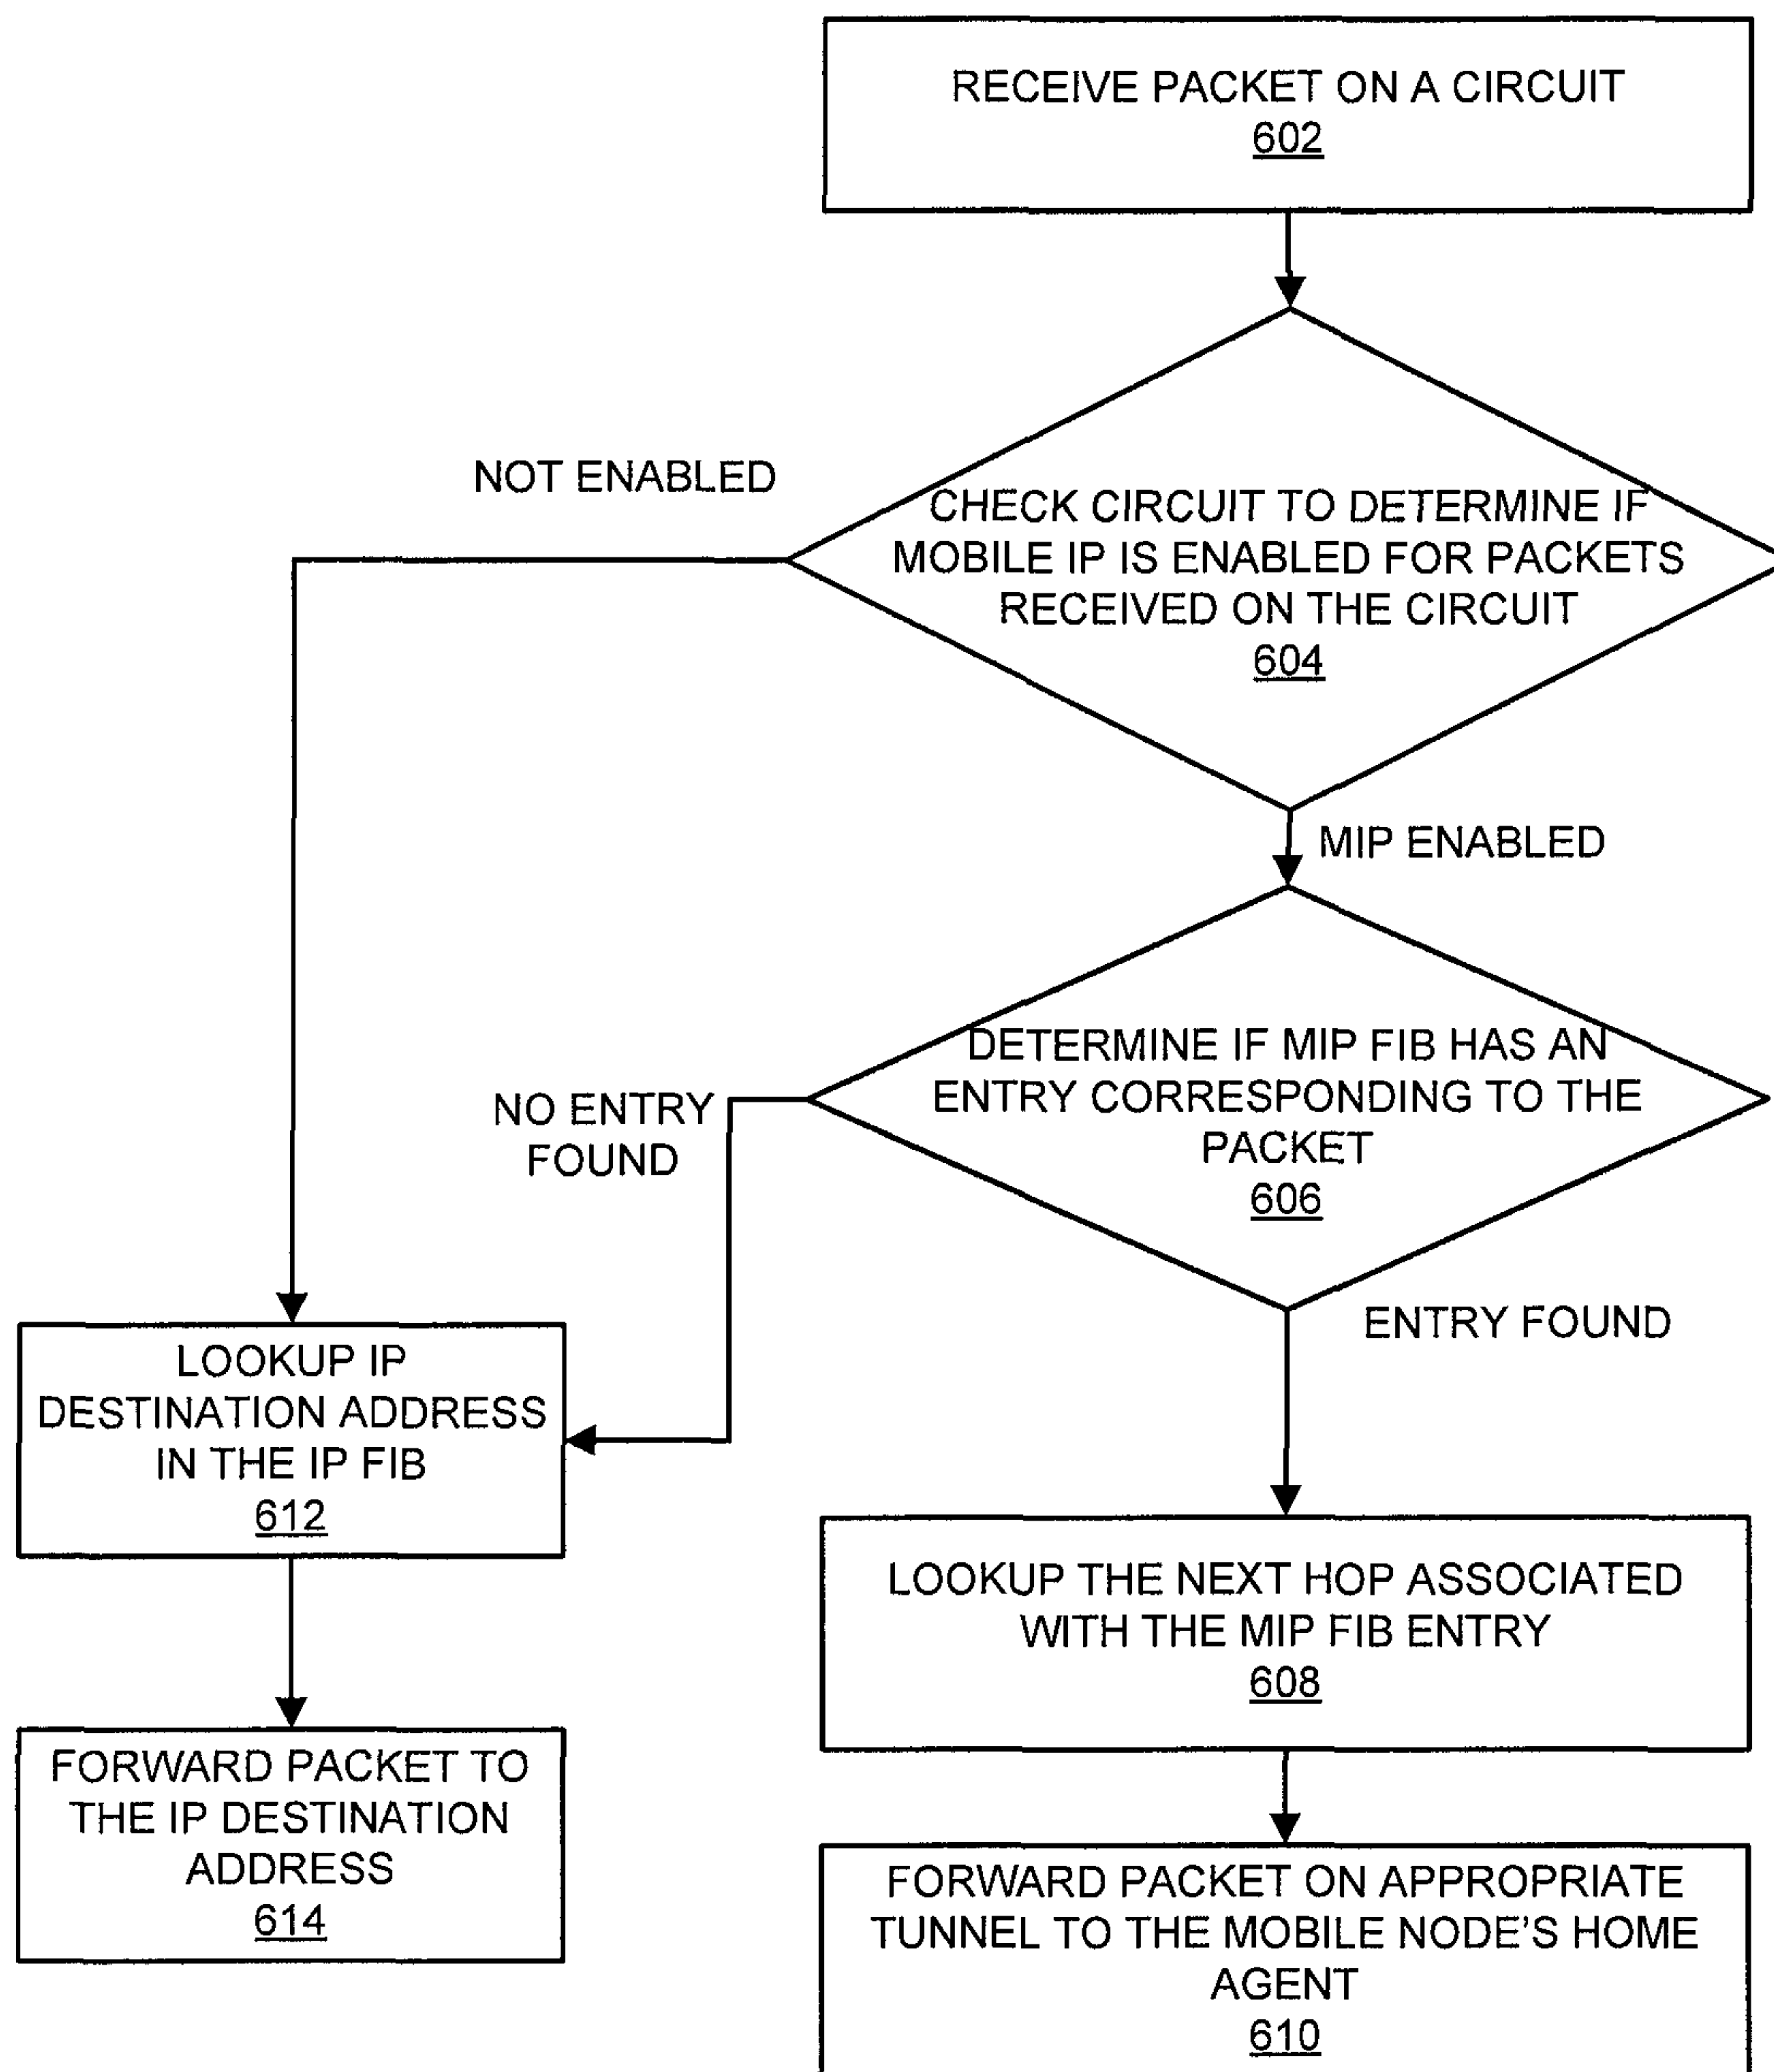 RECEIVE PACKET ON A CIRCUIT
602
NOT ENABLED
CHECK CIRCUIT TO DETERMINE IF
MOBILE IP IS ENABLED FOR PACKETS
RECEIVED ON THE CIRCUIT
604
MIP ENABLED
DETERMINE IF MIP FIB HAS AN
ENTRY CORRESPONDING TO THE
PACKET
606
NO ENTRY
FOUND
ENTRY FOUND
LOOKUP IP
DESTINATION ADDRESS
IN THE IP FIB
612
LOOKUP THE NEXT HOP ASSOCIATED
WITH THE MIP FIB ENTRY
608
FORWARD PACKET TO
THE IP DESTINATION
ADDRESS
614
FORWARD PACKET ON APPROPRIATE
TUNNEL TO THE MOBILE NODE'S HOME
AGENT
610